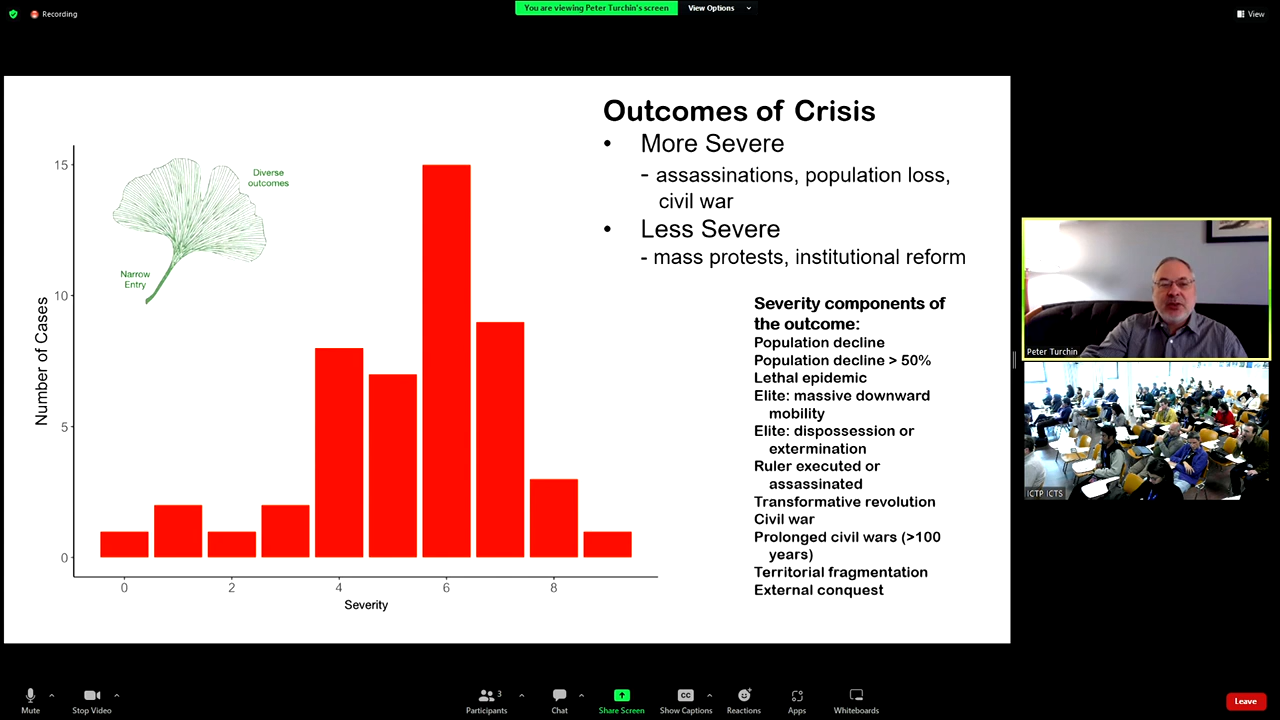 Recording
You are viewing Peter Turchin's screen
View Options
View
Outcomes of Crisis
• More Severe
- assassinations, population loss,
civil war
• Less Severe
- mass protests, institutional reform
Diverse
outcomes
Narrow
Entry
Number of Cases
15
10
5
0
0 2 4 6 8
Severity
Severity components of
the outcome:
Population decline
Population decline > 50%
Lethal epidemic
Elite: massive downward
mobility
Elite: dispossession or
extermination
Ruler executed or
assassinated
Transformative revolution
Civil war
Prolonged civil wars (>100
years)
Territorial fragmentation
External conquest
Peter Turchin
ICTP ICTS
Mute
Stop Video
Participants 3
Chat
Share Screen
CC
Show Captions
Reactions
Apps
Whiteboards
Leave